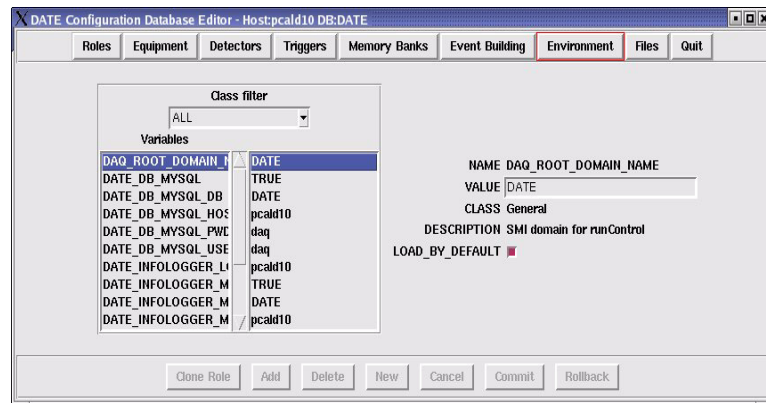 X DATE Configuration Database Editor - Host:pcald10 DB:DATE
Roles Equipment Detectors Triggers Memory Banks Event Building Environment Files Quit
Class filter
ALL
Variables
DAQ_ROOT_DOMAIN_N DATE
DATE_DB_MYSQL TRUE
DATE_DB_MYSQL_DB DATE
DATE_DB_MYSQL_HOS pcald10
DATE_DB_MYSQL_PWD daq
DATE_DB_MYSQL_USE daq
DATE_INFOLOGGER_L pcald10
DATE_INFOLOGGER_M TRUE
DATE_INFOLOGGER_M DATE
DATE_INFOLOGGER_M pcald10
NAME DAQ_ROOT_DOMAIN_NAME
VALUE DATE
CLASS General
DESCRIPTION SMI domain for runControl
LOAD_BY_DEFAULT
Clone Role Add Delete New Cancel Commit Rollback